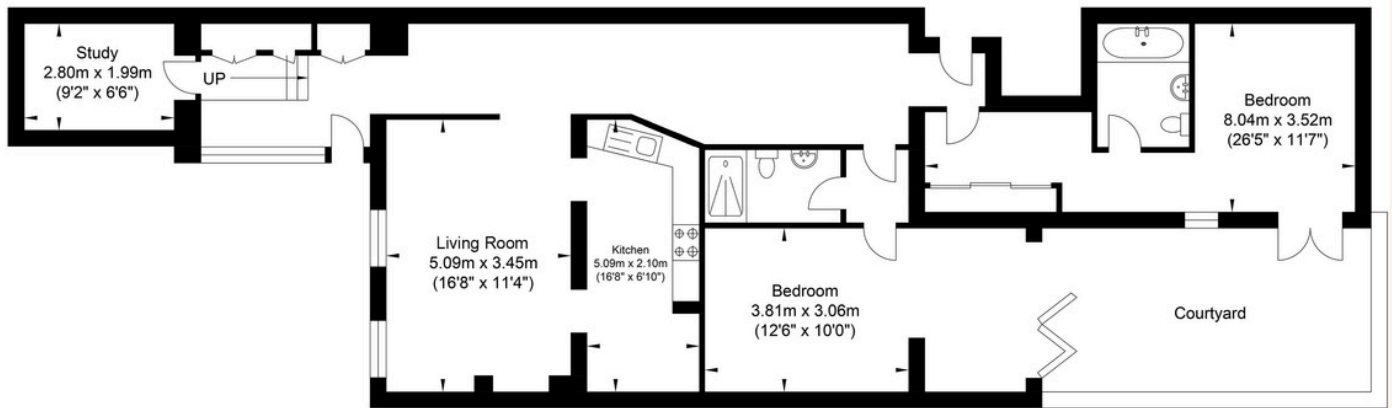 Study
2.80m x 1.99m
(9'2" x 6'6")
UP
Living Room
5.09m x 3.45m
(16'8" x 11'4")
Kitchen
5.09m x 2.10m
(16'8" x 6'10")
Bedroom
3.81m x 3.06m
(12'6" x 10'0")
Bedroom
8.04m x 3.52m
(26'5" x 11'7")
Courtyard